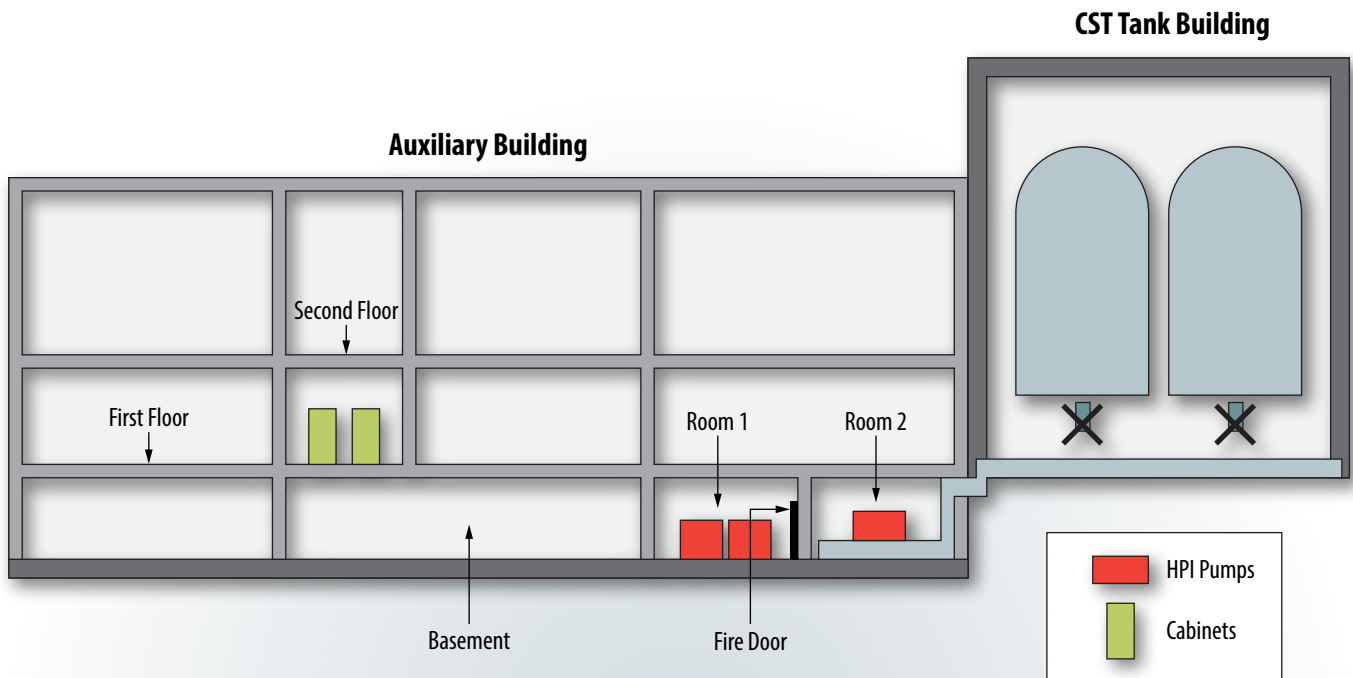 CST Tank Building
Auxiliary Building
Second Floor
First Floor
Room 1
Room 2
HPI Pumps
Cabinets
Basement
Fire Door